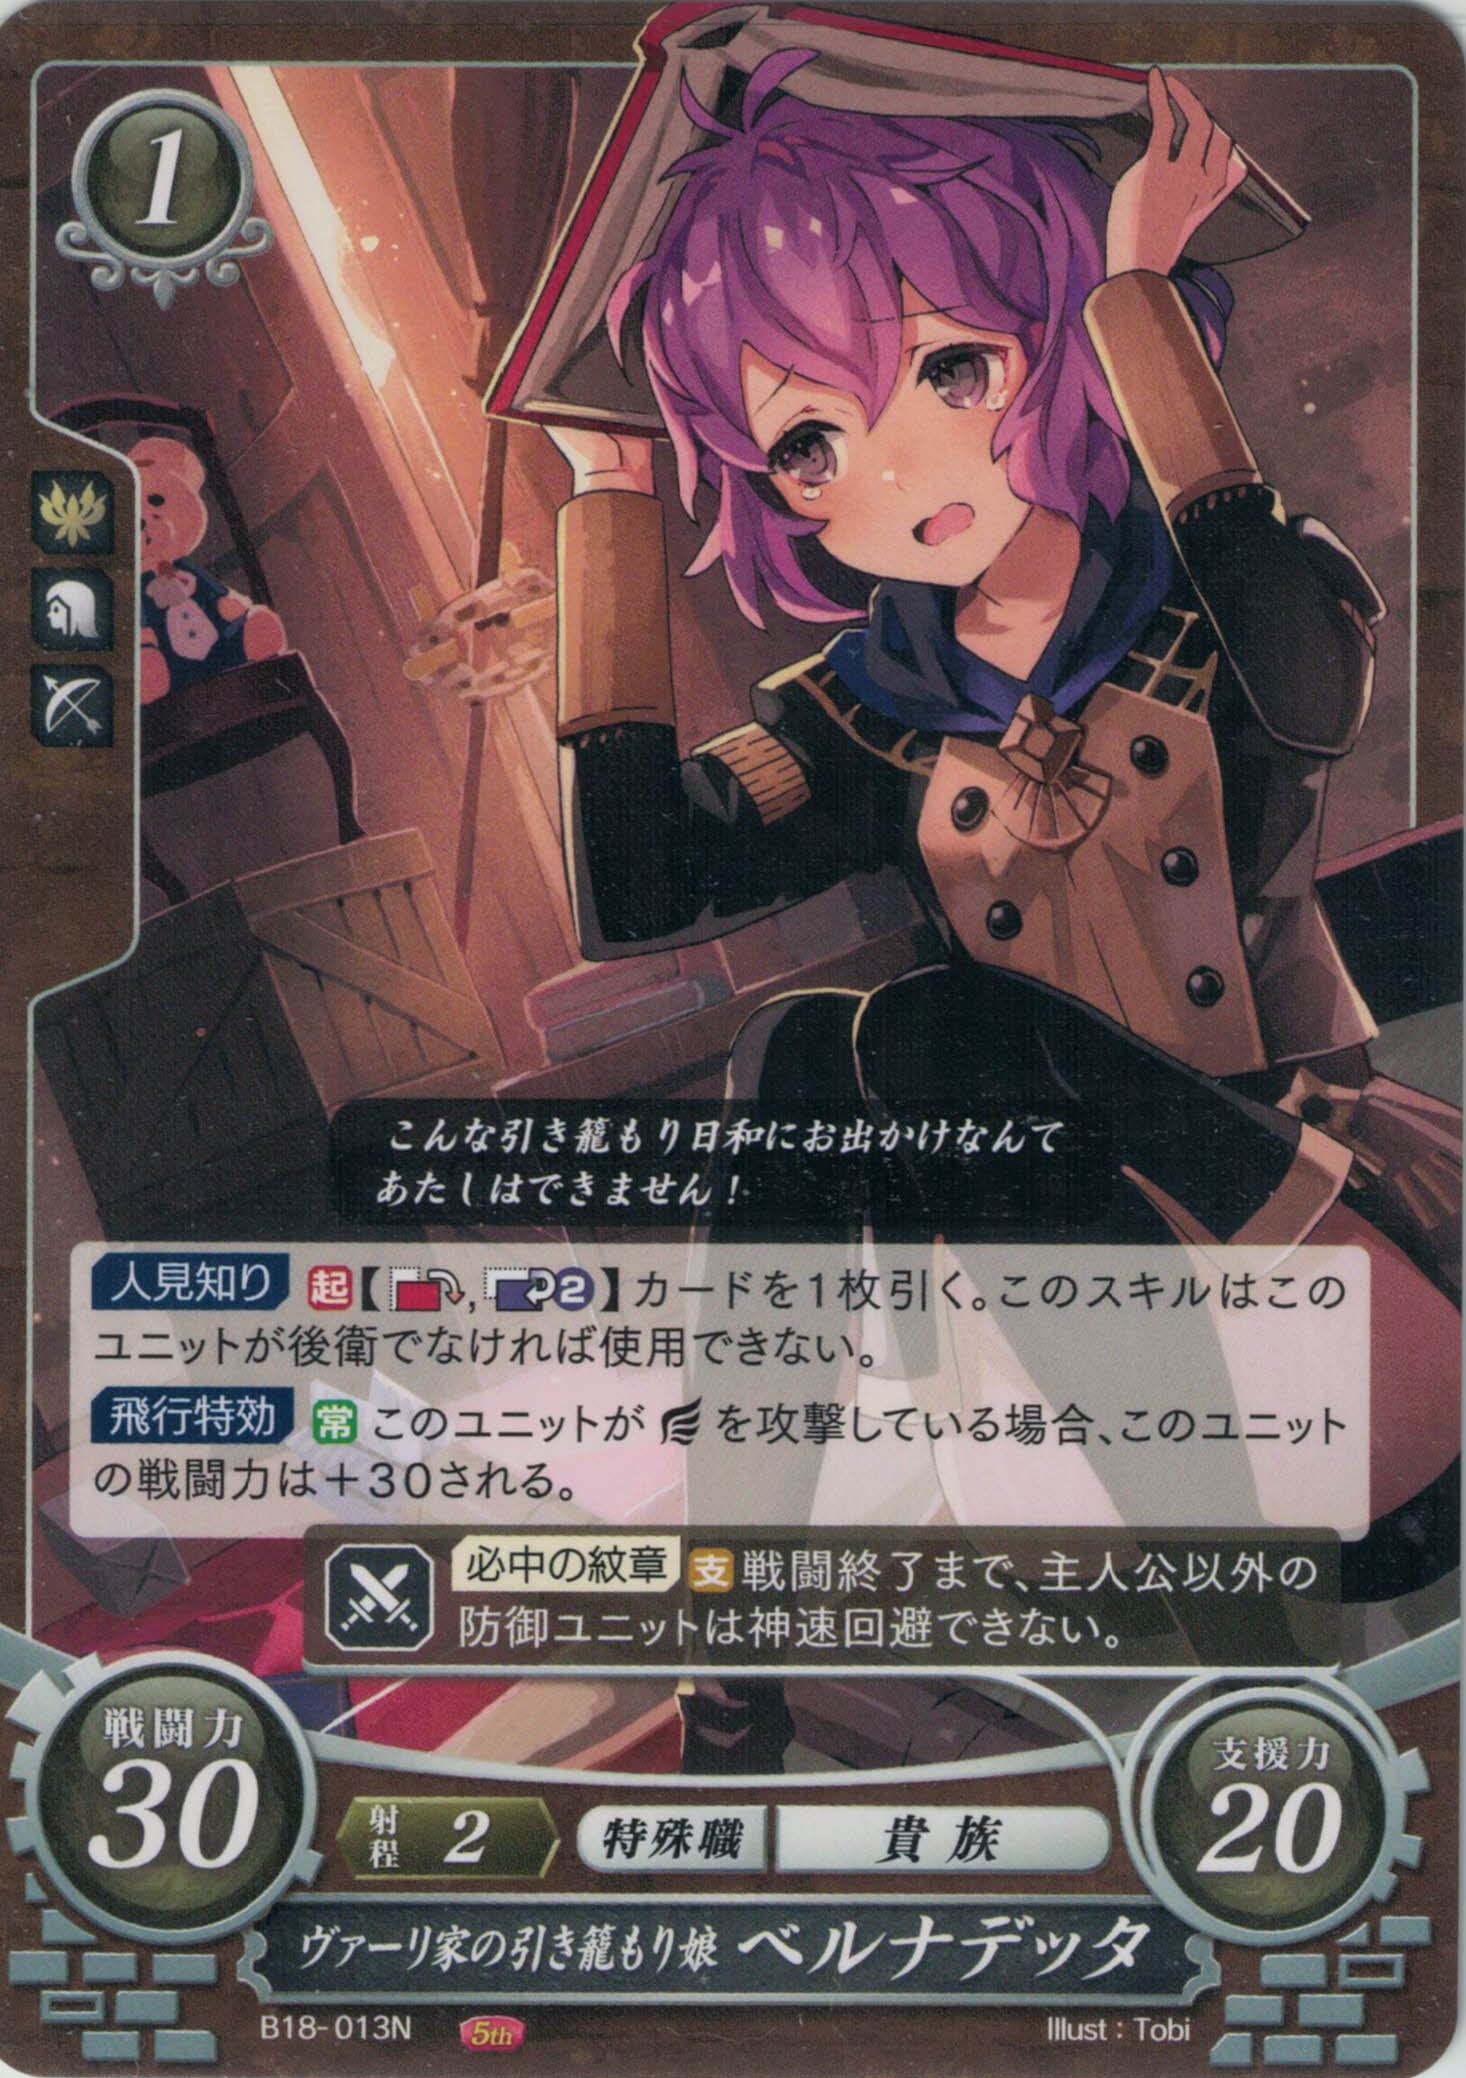 1
こんな引き籠もり日和にお出かけなんて
あたしはできません！
人見知り 起【 , 2】カードを1枚引く。このスキルはこの
ユニットが後衛でなければ使用できない。
飛行特効 常 このユニットが を攻撃している場合、このユニット
の戦闘力は＋30される。
必中の紋章 支 戦闘終了まで、主人公以外の
防御ユニットは神速回避できない。
戦闘力
30
射程 2
特殊職
貴族
支援力
20
ヴァーリ家の引き籠もり娘 ベルナデッタ
B18-013N
5th
Illust : Tobi